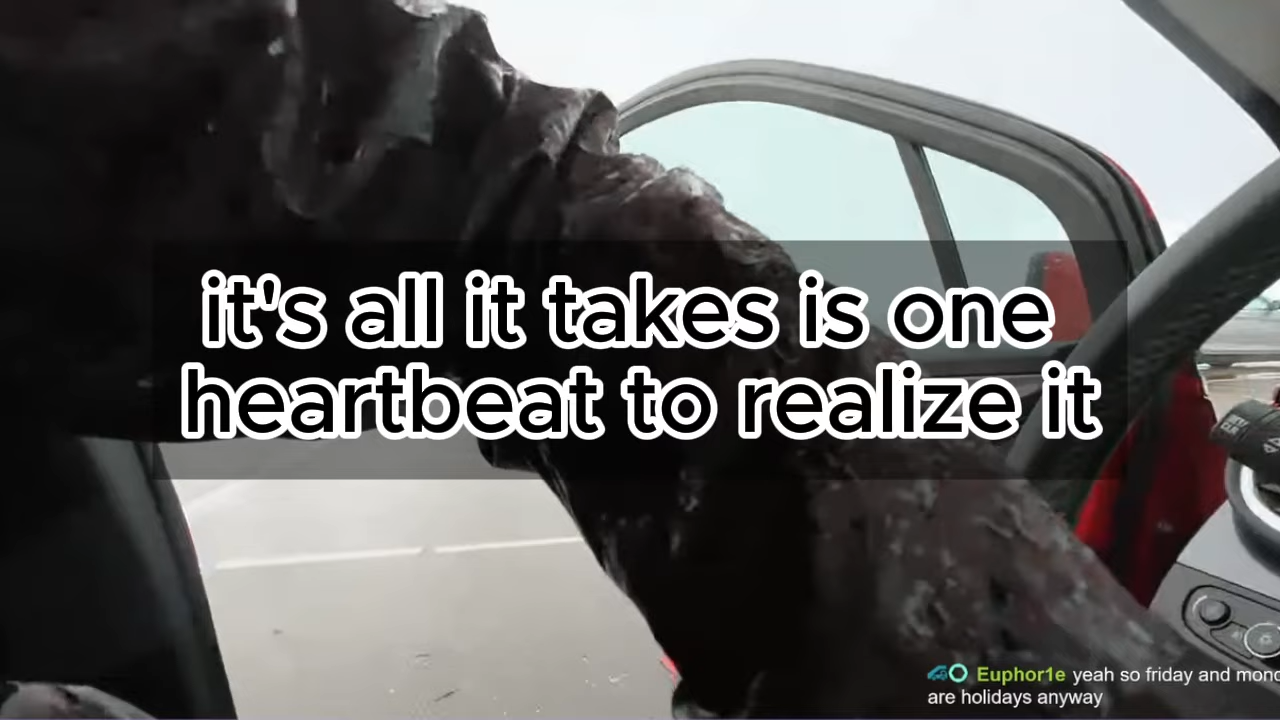 it's all it takes is one
heartbeat to realize it
Euphor1e yeah so friday and mond
are holidays anyway